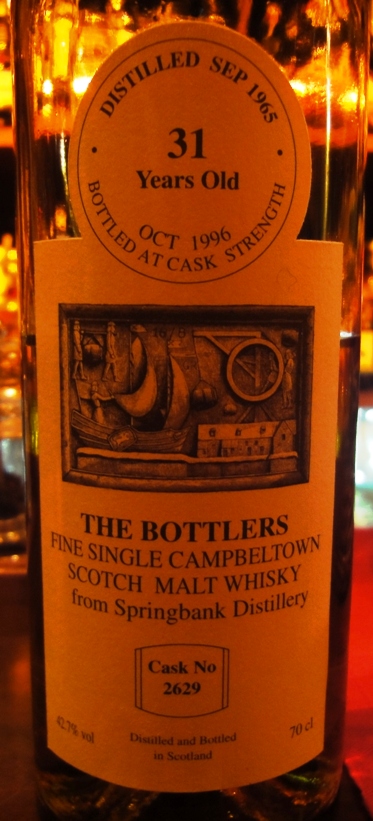 DISTILLED SEP 1965
31
Years Old
OCT 1996
BOTTLED AT CASK STRENGTH
THE BOTTLERS
FINE SINGLE CAMPBELTOWN
SCOTCH MALT WHISKY
from Springbank Distillery
Cask No
2629
42.7% vol
Distilled and Bottled
in Scotland
70 cl